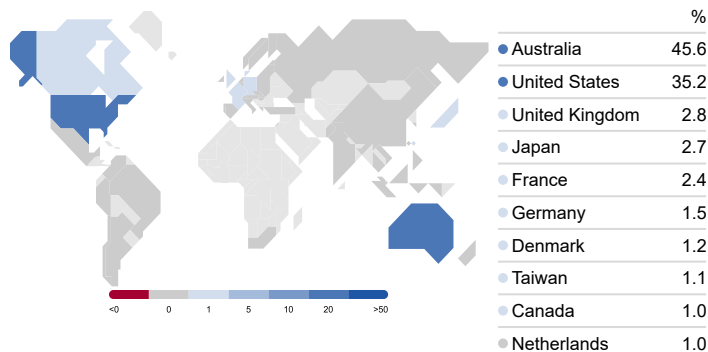 %
Australia 45.6
United States 35.2
United Kingdom 2.8
Japan 2.7
France 2.4
Germany 1.5
Denmark 1.2
Taiwan 1.1
Canada 1.0
Netherlands 1.0
<0 0 1 5 10 20 >50